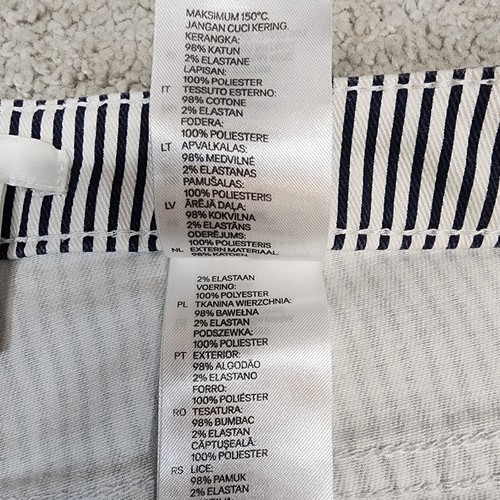 MAKSIMUM 150°C.
JANGAN CUCI KERING.
KERANGKA:
98% KATUN
2% ELASTANE
LAPISAN:
100% POLIESTER
IT TESSUTO ESTERNO:
98% COTONE
2% ELASTAN
FODERA:
100% POLIESTERE
LT APVALKALAS:
98% MEDVILNĖ
2% ELASTANAS
PAMUŠALAS:
100% POLIESTERIS
LV ĀRĒJĀ DAĻA:
98% KOKVILNA
2% ELASTĀNS
ODERĒJUMS:
100% POLIESTERIS
NL EXTERN MATERIAAL
98% KATOEN
2% ELASTAAN
VOERING:
100% POLYESTER
PL TKANINA WIERZCHNIA:
98% BAWEŁNA
2% ELASTAN
PODSZEWKA:
100% POLIESTER
PT EXTERIOR:
98% ALGODÃO
2% ELASTANO
FORRO:
100% POLIÉSTER
RO TESATURA:
98% BUMBAC
2% ELASTAN
CĂPTUŞEALĂ:
100% POLIESTER
RS LICE:
98% PAMUK
2% ELASTAN